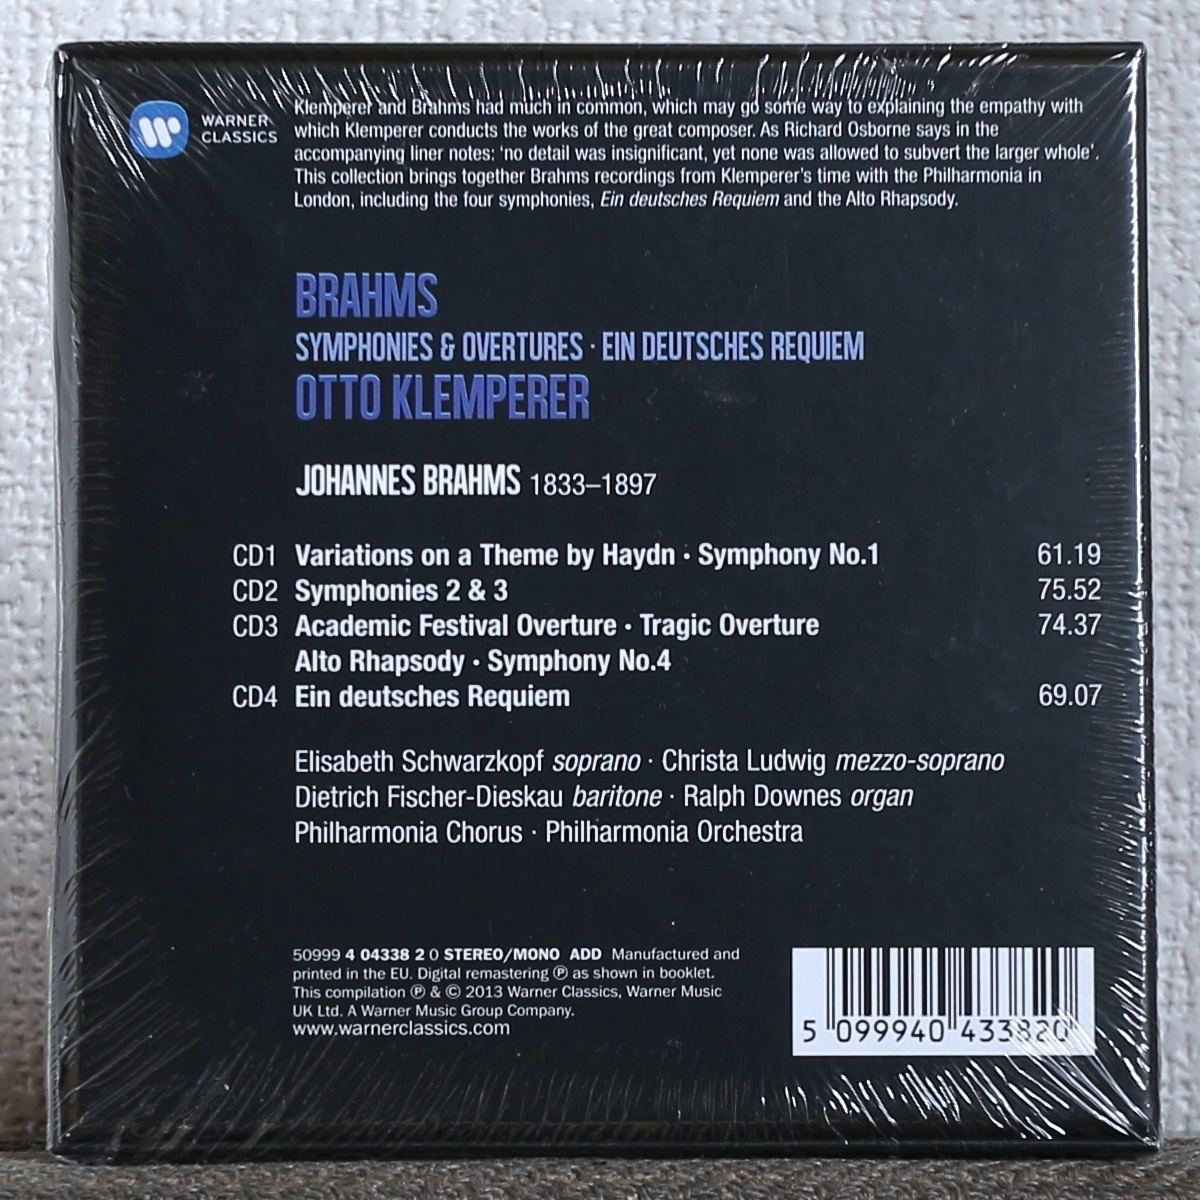 WARNER
CLASSICS
Klemperer and Brahms had much in common, which may go some way to explaining the empathy with
which Klemperer conducts the works of the great composer. As Richard Osborne says in the
accompanying liner notes: ‘no detail was insignificant, yet none was allowed to subvert the larger whole’.
This collection brings together Brahms recordings from Klemperer’s time with the Philharmonia in
London, including the four symphonies, Ein deutsches Requiem and the Alto Rhapsody.
BRAHMS
SYMPHONIES & OVERTURES · EIN DEUTSCHES REQUIEM
OTTO KLEMPERER
JOHANNES BRAHMS 1833–1897
CD1 Variations on a Theme by Haydn · Symphony No.1 61.19
CD2 Symphonies 2 & 3 75.52
CD3 Academic Festival Overture · Tragic Overture 74.37
Alto Rhapsody · Symphony No.4
CD4 Ein deutsches Requiem 69.07
Elisabeth Schwarzkopf soprano · Christa Ludwig mezzo-soprano
Dietrich Fischer-Dieskau baritone · Ralph Downes organ
Philharmonia Chorus · Philharmonia Orchestra
50999 4 04338 2 0 STEREO/MONO ADD Manufactured and
printed in the EU. Digital remastering ℗ as shown in booklet.
This compilation ℗ & © 2013 Warner Classics, Warner Music
UK Ltd. A Warner Music Group Company.
www.warnerclassics.com
5 099940 433820